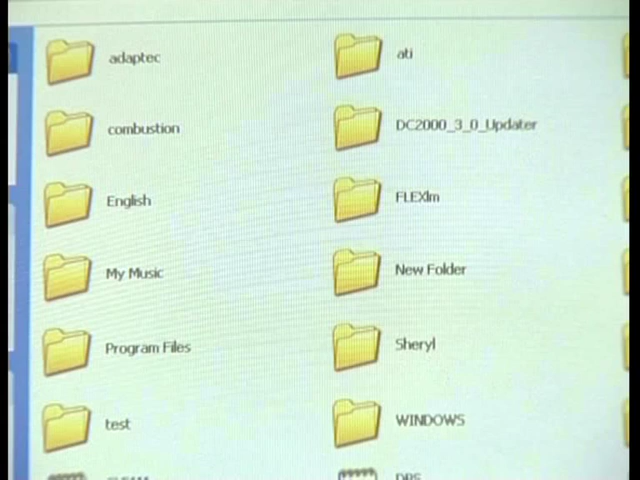 adaptec
ati
combustion
DC2000_3_0_Updater
English
FLEXlm
My Music
New Folder
Program Files
Sheryl
test
WINDOWS